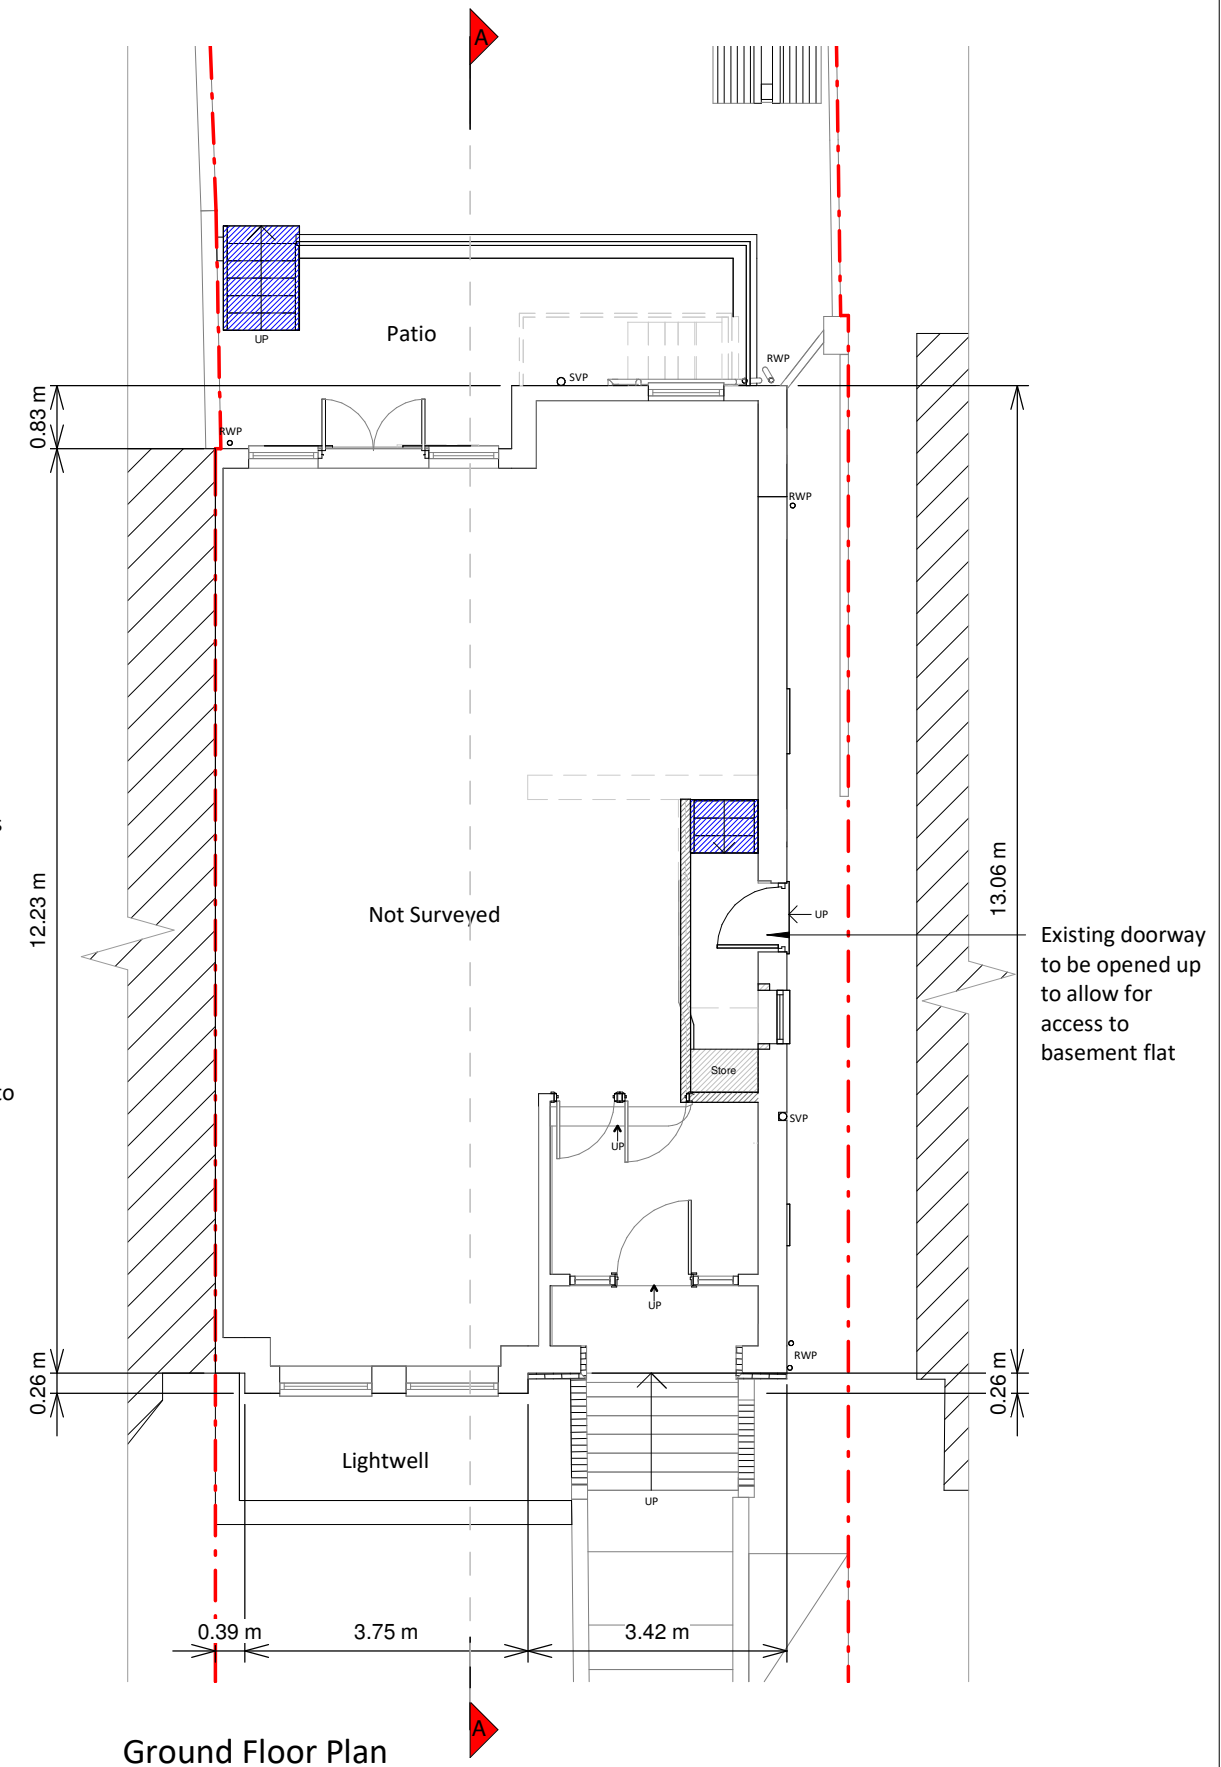 A
UP
Patio
SVP
RWP
0.83 m
RWP
RWP
s
12.23 m
Not Surveyed
UP
13.06 m
Existing doorway
to be opened up
to allow for
access to
basement flat
Store
to
SVP
UP
UP
RWP
0.26 m
0.26 m
Lightwell
UP
0.39 m
3.75 m
3.42 m
A
Ground Floor Plan